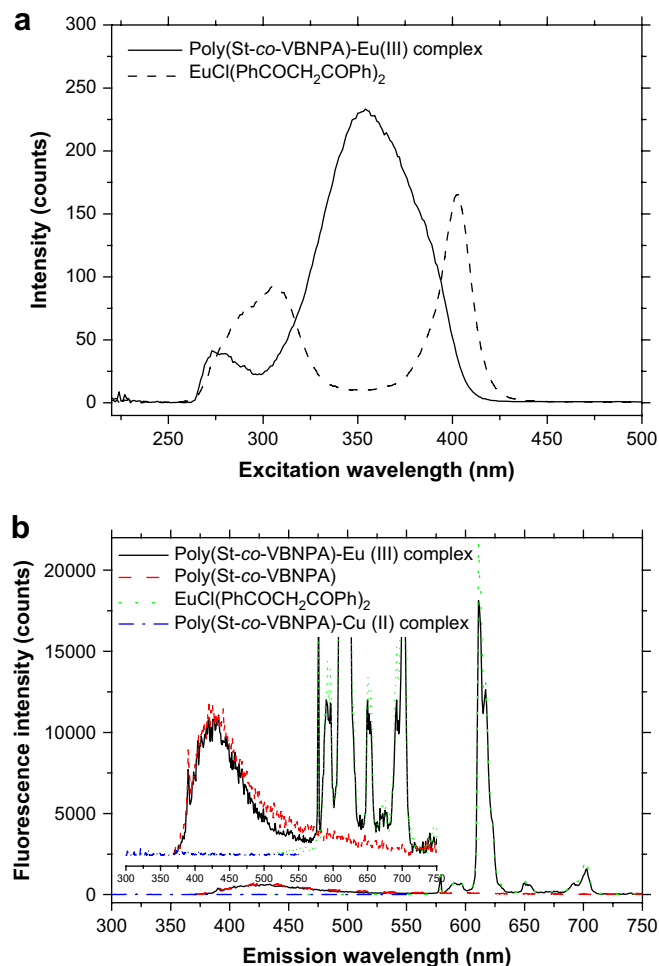 a
300
250
200
150
100
50
0
Intensity (counts)
Poly(St-co-VBNPA)-Eu(III) complex
EuCl(PhCOCH₂COPh)₂
250 300 350 400 450 500
Excitation wavelength (nm)
b
20000
17500
15000
12500
10000
7500
5000
2500
0
Fluorescence intensity (counts)
Poly(St-co-VBNPA)-Eu (III) complex
Poly(St-co-VBNPA)
EuCl(PhCOCH₂COPh)₂
Poly(St-co-VBNPA)-Cu (II) complex
300 350 400 450 500 550 600 650 700 750
300 350 400 450 500 550 600 650 700 750
Emission wavelength (nm)